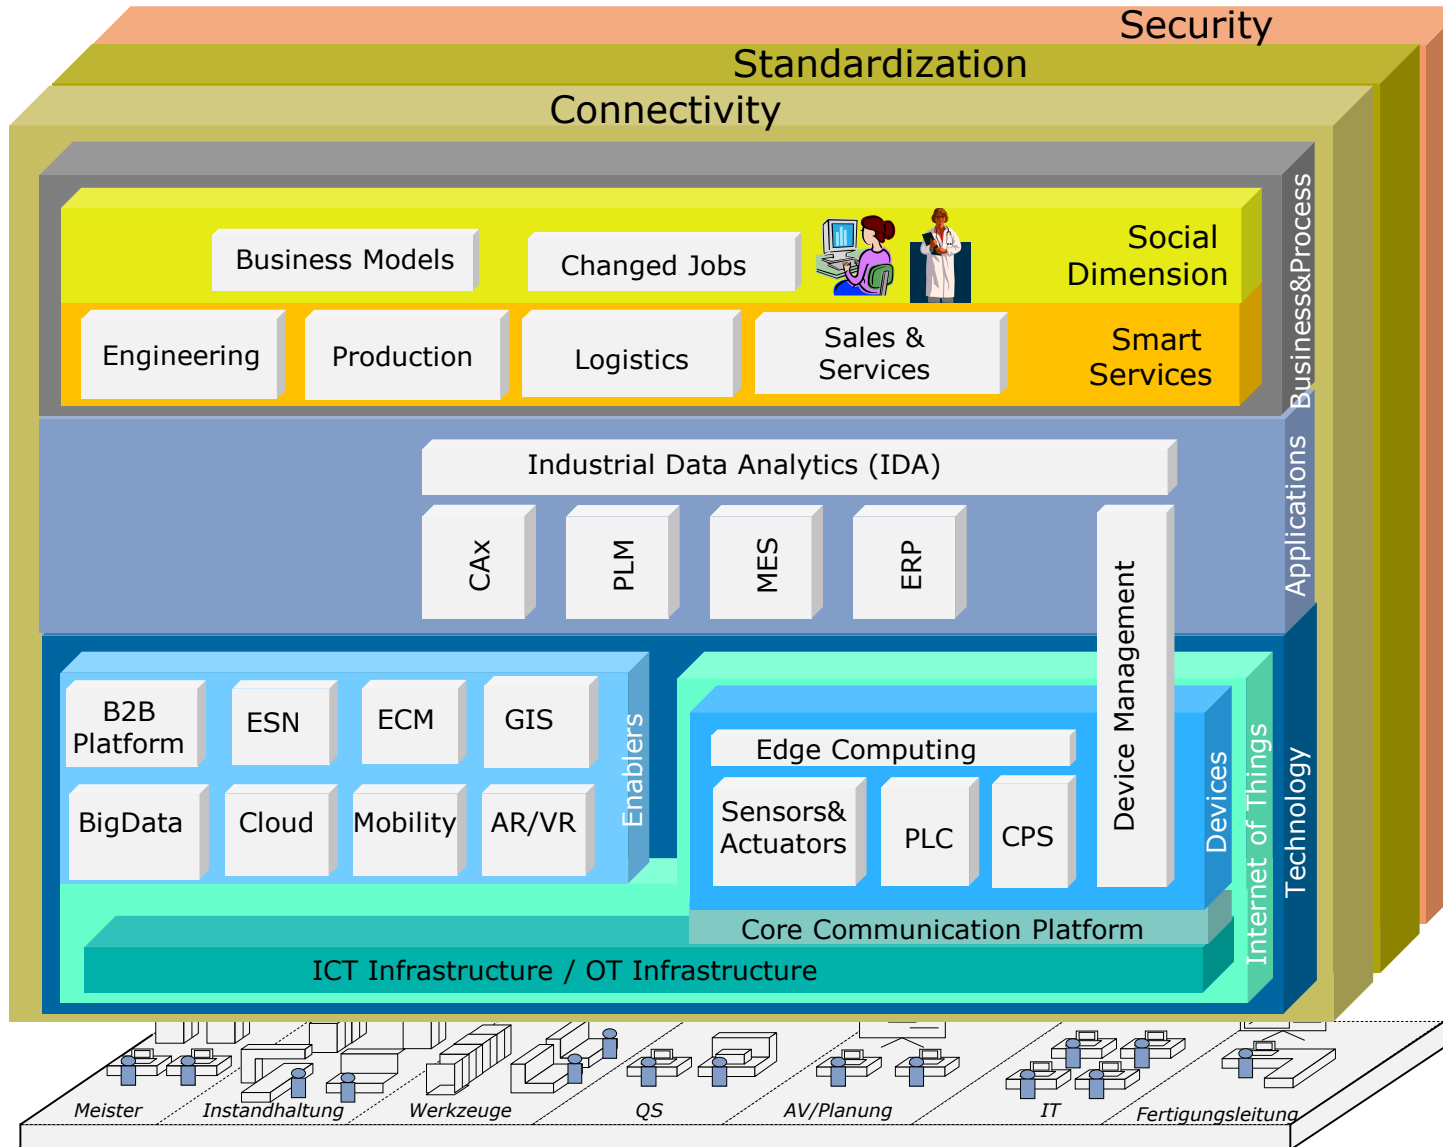 Security
Standardization
Connectivity
Business&Process
Social
Dimension
Business Models
Changed Jobs
Smart
Services
Engineering
Production
Logistics
Sales &
Services
Applications
Industrial Data Analytics (IDA)
CAx
PLM
MES
ERP
Device Management
Technology
Internet of Things
Enablers
B2B
Platform
ESN
ECM
GIS
BigData
Cloud
Mobility
AR/VR
Devices
Edge Computing
Sensors&
Actuators
PLC
CPS
Core Communication Platform
ICT Infrastructure / OT Infrastructure
Meister
Instandhaltung
Werkzeuge
QS
AV/Planung
IT
Fertigungsleitung